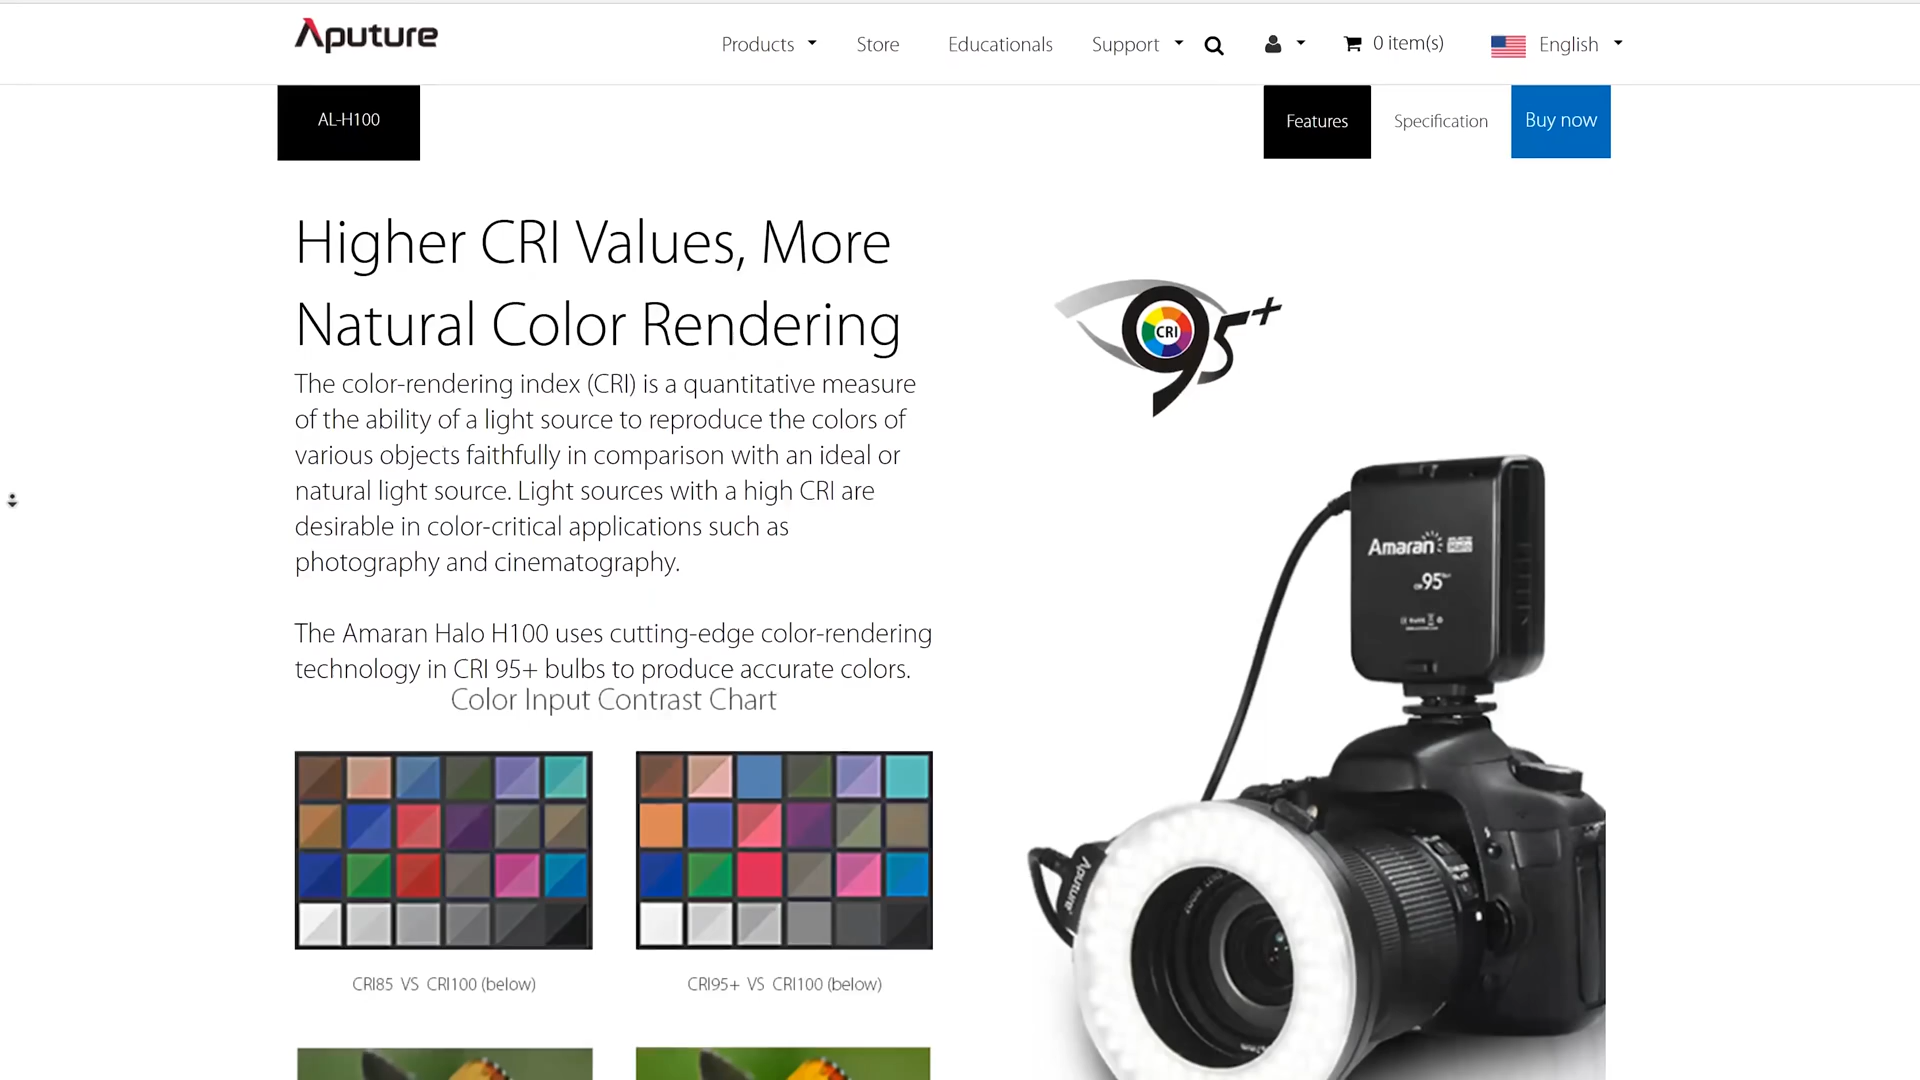 Aputure
Products
Store
Educationals
Support
0 item(s)
English
AL-H100
Features
Specification
Buy now
Higher CRI Values, More
Natural Color Rendering
The color-rendering index (CRI) is a quantitative measure
of the ability of a light source to reproduce the colors of
various objects faithfully in comparison with an ideal or
natural light source. Light sources with a high CRI are
desirable in color-critical applications such as
photography and cinematography.
The Amaran Halo H100 uses cutting-edge color-rendering
technology in CRI 95+ bulbs to produce accurate colors.
Color Input Contrast Chart
CRI85 VS CRI100 (below)
CRI95+ VS CRI100 (below)
CRI
95+
Amaran
95
Aputure